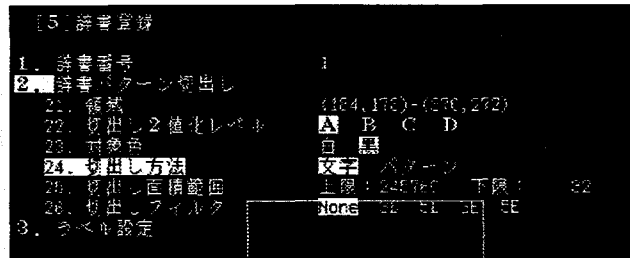 [5]辞書登録
1. 辞書番号 1
2. 辞書パターン切出し
21. 領域
22. 切出し2値化レベル A B C D
23. 対象色 白 黒
24. 切出し方法 文字 パターン
25. 切出し面積範囲 上限: 下限: 32
26. 切出しフィルタ None
3. ラベル設定